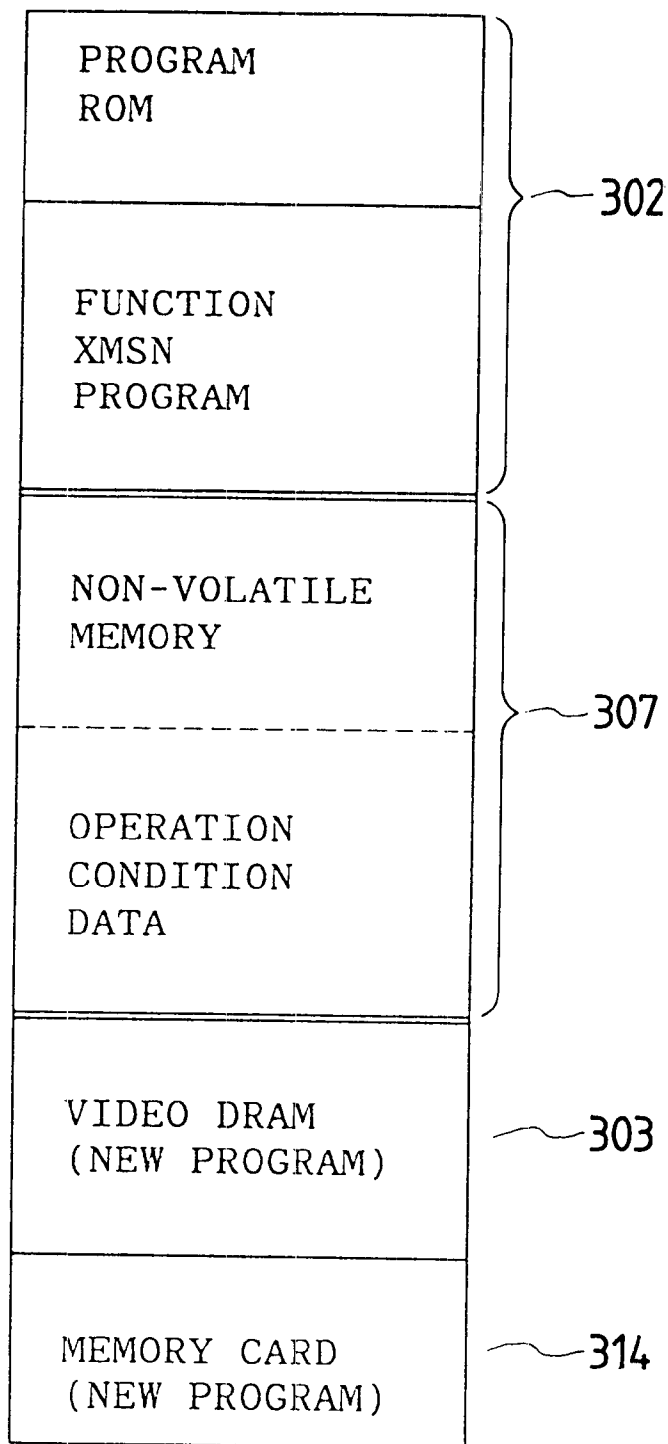 PROGRAM
ROM
302
FUNCTION
XMSN
PROGRAM
NON-VOLATILE
MEMORY
307
OPERATION
CONDITION
DATA
VIDEO DRAM
(NEW PROGRAM)
303
MEMORY CARD
(NEW PROGRAM)
314